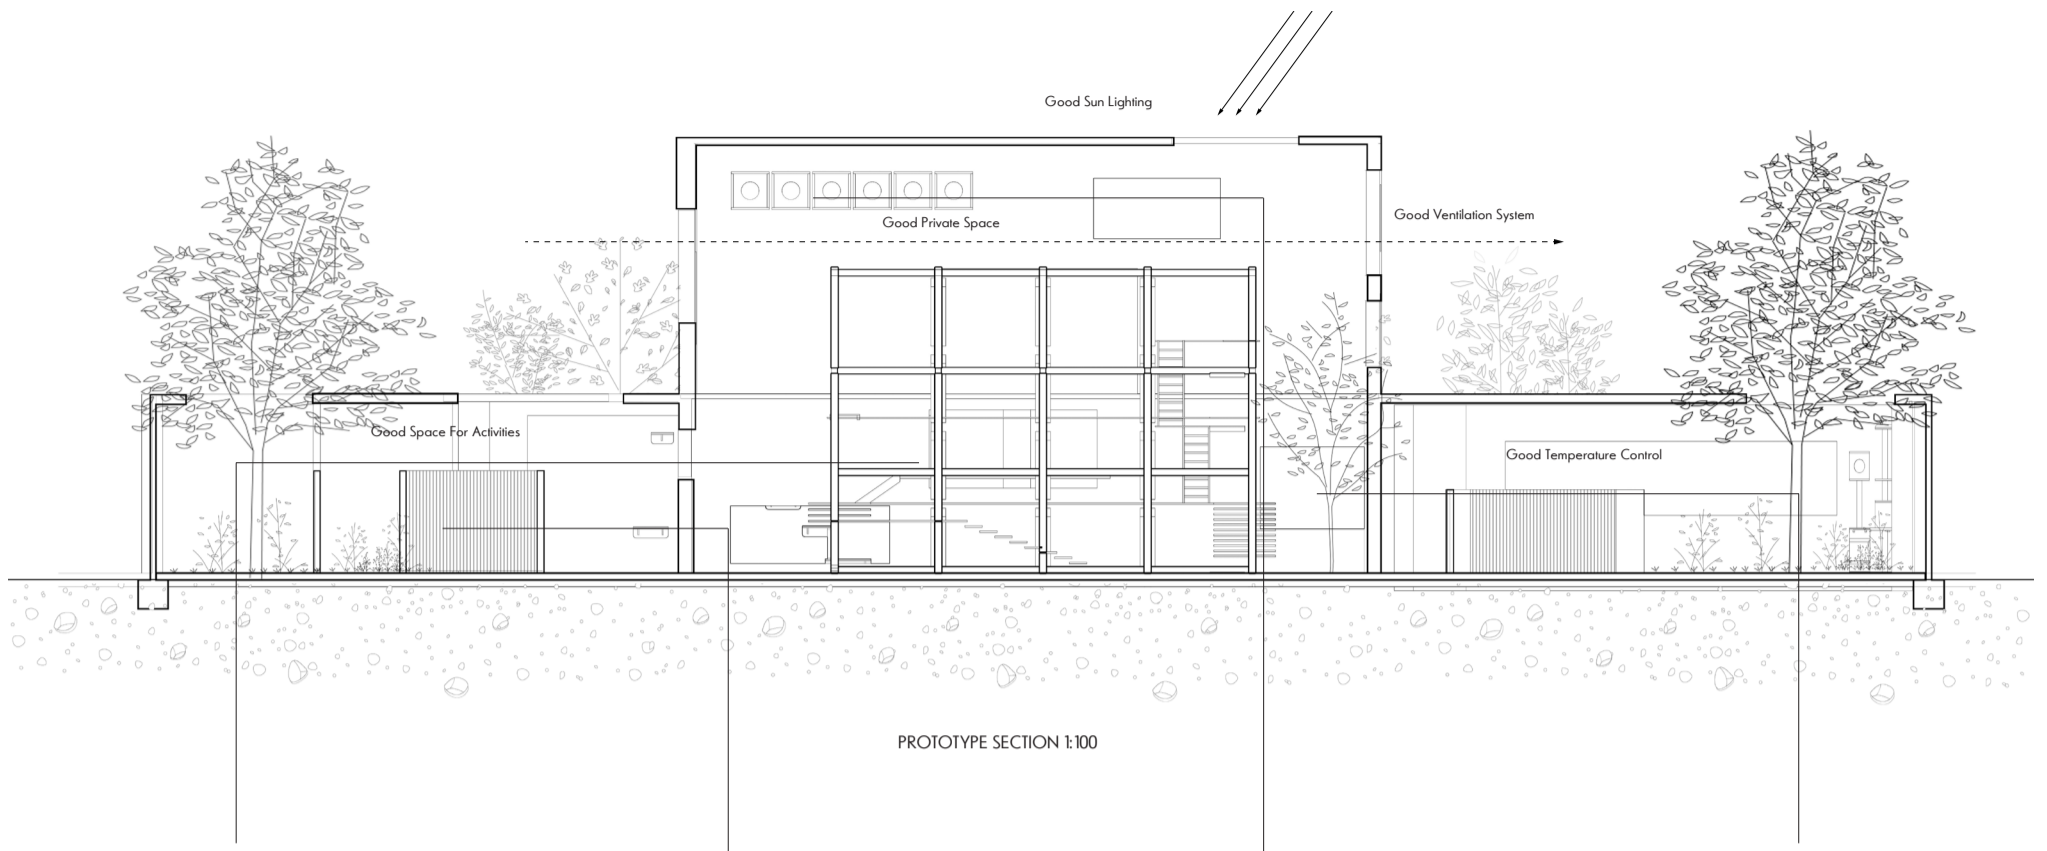 Good Sun Lighting
Good Private Space
Good Ventilation System
Good Space For Activities
Good Temperature Control
PROTOTYPE SECTION 1:100